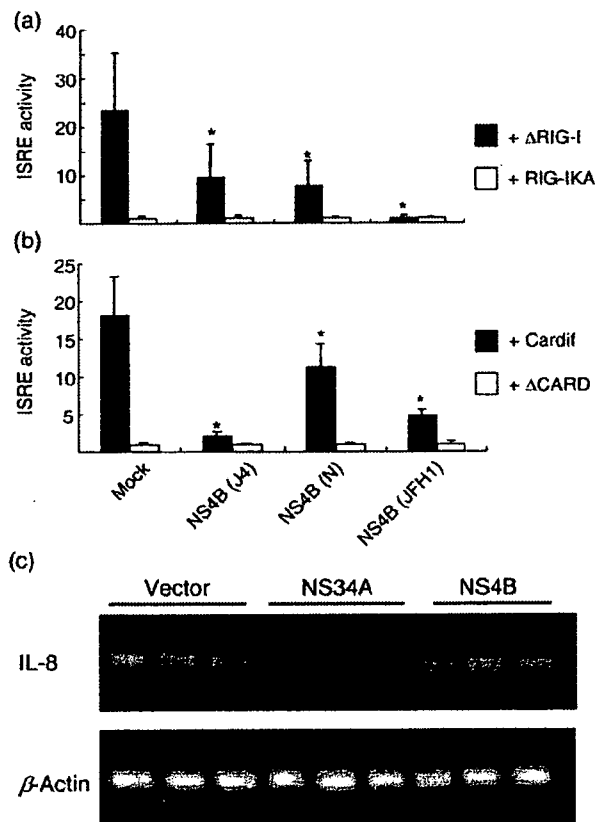 (a)
40
30
20
10
ISRE activity
*
*
*
+ ΔRIG-I
+ RIG-IKA
(b)
25
20
15
10
5
ISRE activity
*
*
*
+ Cardif
+ ΔCARD
Mock
NS4B (J4)
NS4B (N)
NS4B (JFH1)
(c)
Vector NS34A NS4B
IL-8
β-Actin